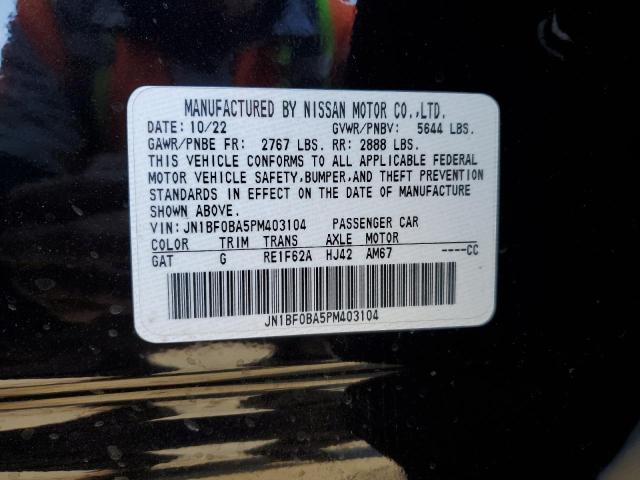 MANUFACTURED BY NISSAN MOTOR CO.,LTD.
DATE: 10/22 GVWR/PNBV: 5644 LBS.
GAWR/PNBE FR: 2767 LBS. RR: 2888 LBS.
THIS VEHICLE CONFORMS TO ALL APPLICABLE FEDERAL
MOTOR VEHICLE SAFETY,BUMPER,AND THEFT PREVENTION
STANDARDS IN EFFECT ON THE DATE OF MANUFACTURE
SHOWN ABOVE.
VIN: JN1BF0BA5PM403104 PASSENGER CAR
COLOR TRIM TRANS AXLE MOTOR
GAT G RE1F62A HJ42 AM67 ----CC
JN1BF0BA5PM403104